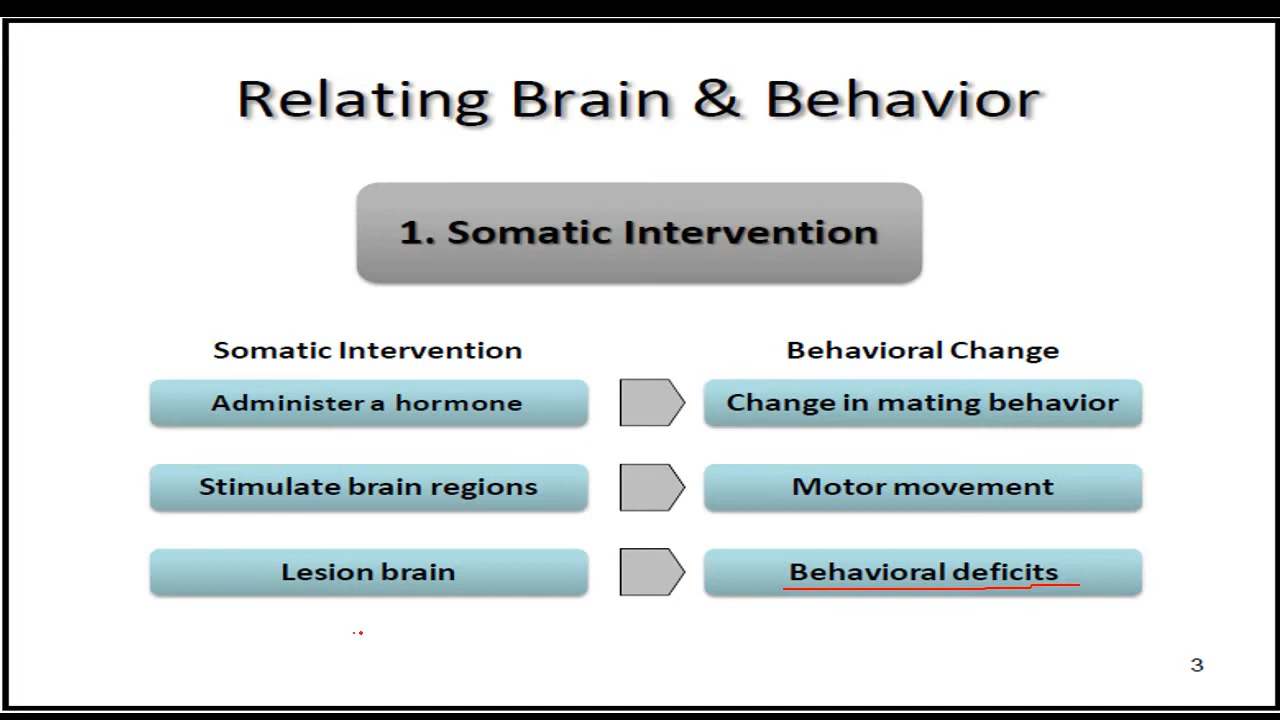 Relating Brain & Behavior
1. Somatic Intervention
Somatic Intervention
Behavioral Change
Administer a hormone
Change in mating behavior
Stimulate brain regions
Motor movement
Lesion brain
Behavioral deficits
3